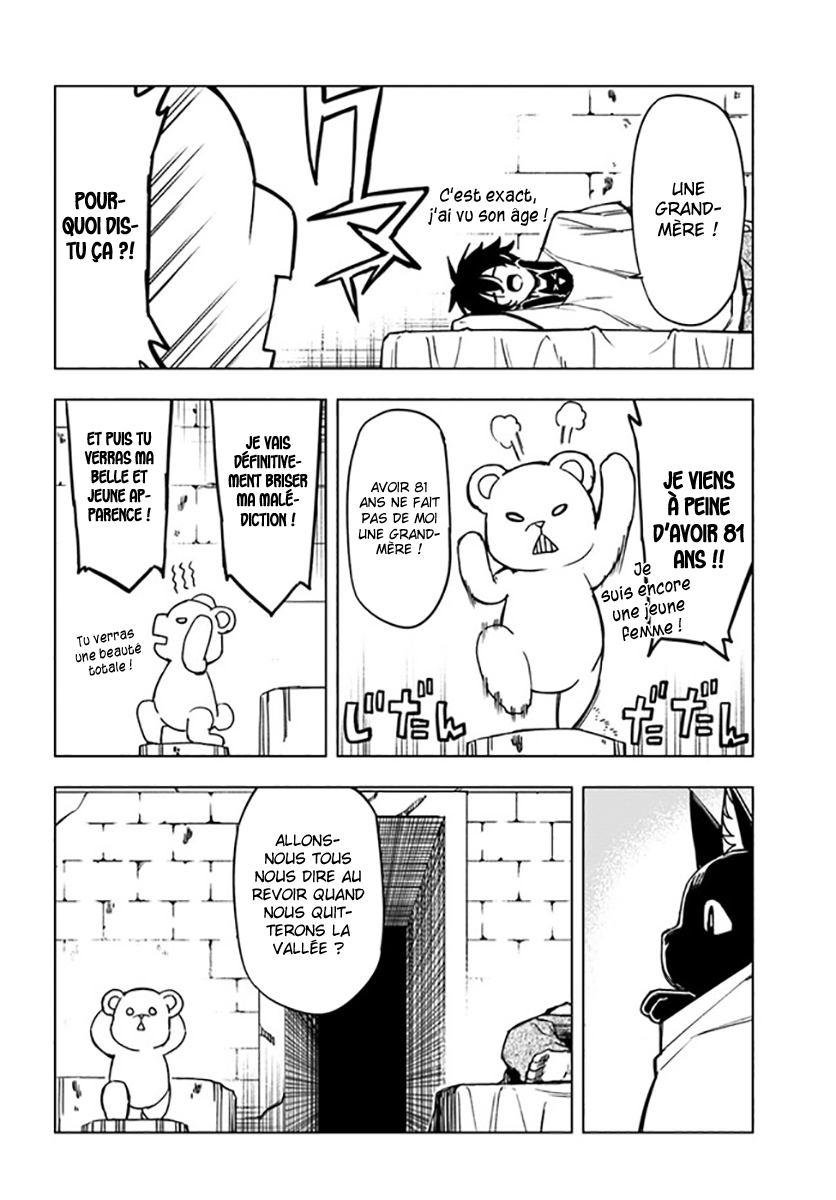 UNE
GRAND-
MÈRE !
C'est exact,
j'ai vu son âge !
POUR-
QUOI DIS-
TU ÇA ?!
JE VIENS
À PEINE
D'AVOIR 81
ANS !!
Je
suis encore
une jeune
femme !
AVOIR 81
ANS NE FAIT
PAS DE MOI
UNE GRAND-
MÈRE !
だだん
じだん
JE VAIS
DÉFINITIVE-
MENT BRISER
MA MALÉ-
DICTION !
ET PUIS TU
VERRAS MA
BELLE ET
JEUNE AP-
PARENCE !
Tu verras
une beauté
totale !
ALLONS-
NOUS TOUS
NOUS DIRE AU
REVOIR QUAND
NOUS QUIT-
TERONS LA
VALLÉE ?